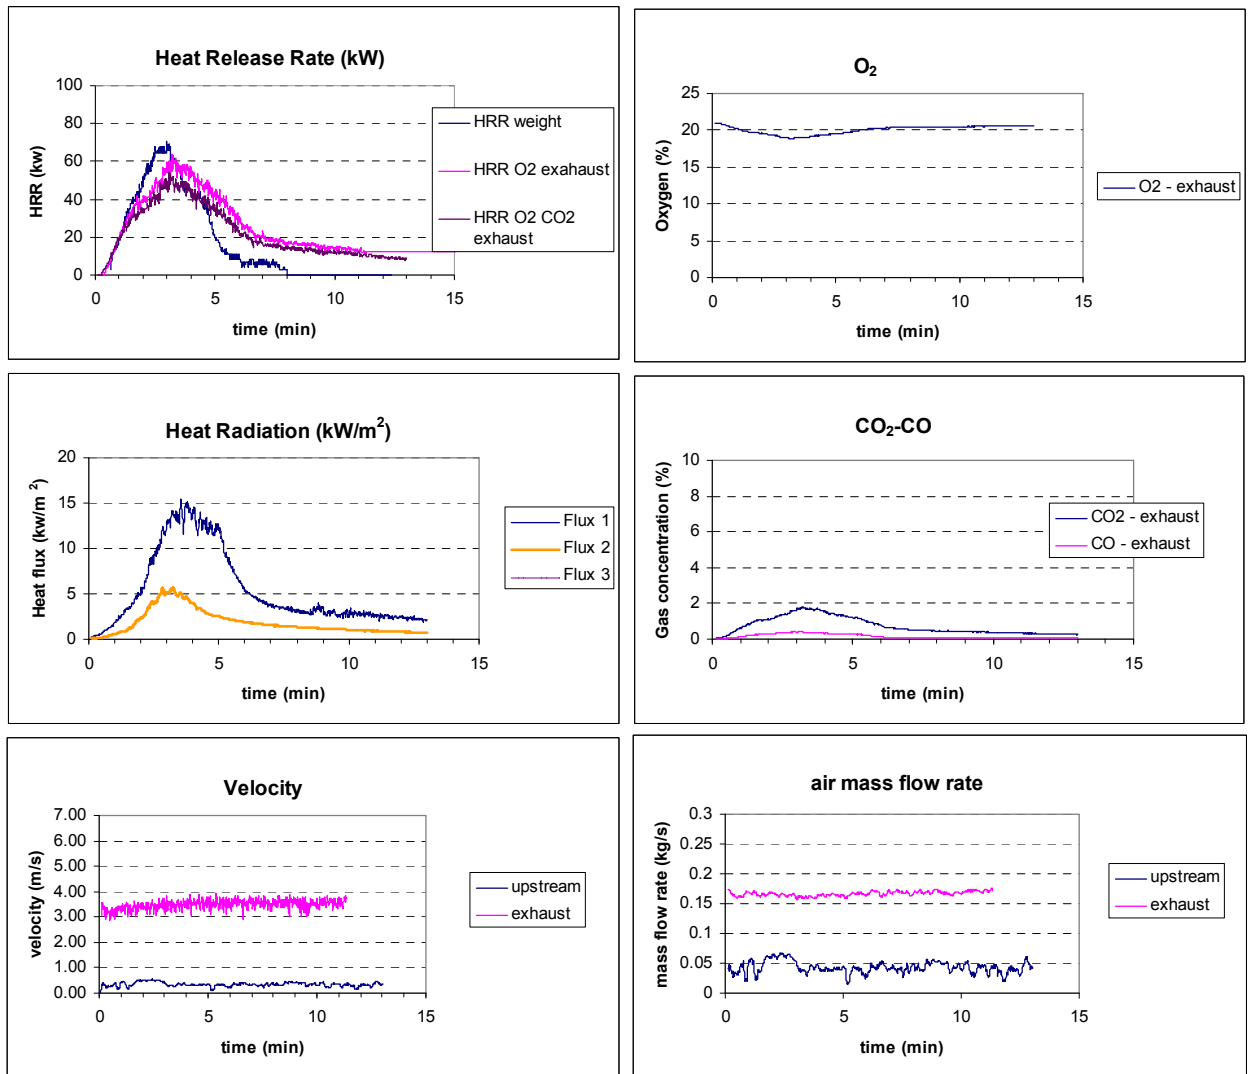 Heat Release Rate (kW)
100
80
60
40
20
0
HRR (kw)
0 5 10 15
time (min)
HRR weight
HRR O2 exahaust
HRR O2 CO2
exhaust
O2
25
20
15
10
5
0
Oxygen (%)
0 5 10 15
time (min)
O2 - exhaust
Heat Radiation (kW/m2)
20
15
10
5
0
Heat flux (kw/m2)
0 5 10 15
time (min)
Flux 1
Flux 2
Flux 3
CO2-CO
10
8
6
4
2
0
Gas concentration (%)
0 5 10 15
time (min)
CO2 - exhaust
CO - exhaust
Velocity
7.00
6.00
5.00
4.00
3.00
2.00
1.00
0.00
velocity (m/s)
0 5 10 15
time (min)
upstream
exhaust
air mass flow rate
0.3
0.25
0.2
0.15
0.1
0.05
0
mass flow rate (kg/s)
0 5 10 15
time (min)
upstream
exhaust